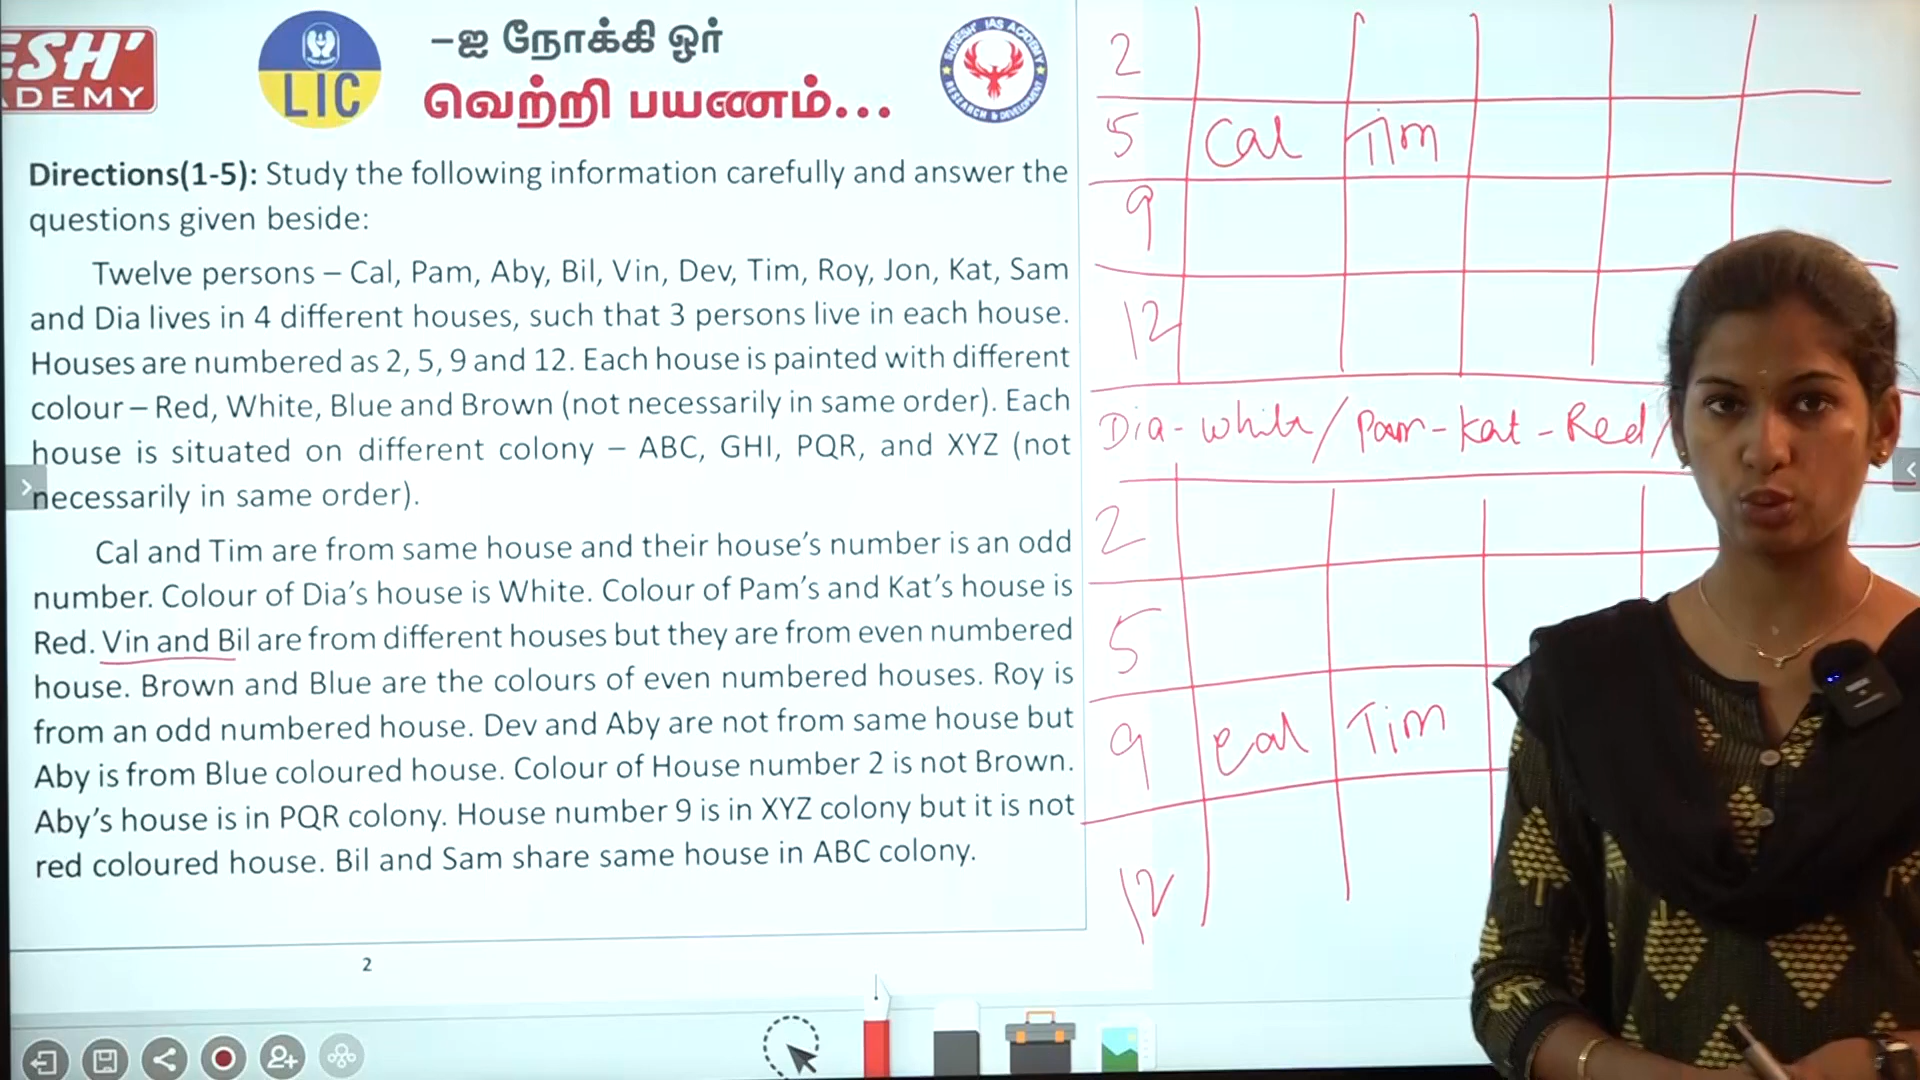 ESH'
ADEMY
LIC
–ஐ நோக்கி ஓர்
வெற்றி பயணம்...
SURESH' IAS ACADEMY
RESEARCH & DEVELOPMENT
Directions(1-5): Study the following information carefully and answer the
questions given beside:
Twelve persons – Cal, Pam, Aby, Bil, Vin, Dev, Tim, Roy, Jon, Kat, Sam
and Dia lives in 4 different houses, such that 3 persons live in each house.
Houses are numbered as 2, 5, 9 and 12. Each house is painted with different
colour – Red, White, Blue and Brown (not necessarily in same order). Each
house is situated on different colony – ABC, GHI, PQR, and XYZ (not
necessarily in same order).
Cal and Tim are from same house and their house's number is an odd
number. Colour of Dia's house is White. Colour of Pam's and Kat's house is
Red. Vin and Bil are from different houses but they are from even numbered
house. Brown and Blue are the colours of even numbered houses. Roy is
from an odd numbered house. Dev and Aby are not from same house but
Aby is from Blue coloured house. Colour of House number 2 is not Brown.
Aby's house is in PQR colony. House number 9 is in XYZ colony but it is not
red coloured house. Bil and Sam share same house in ABC colony.
2
2
5 Cal Tim
9
12
Dia - white / Pam - Kat - Red /
2
5
9 Cal Tim
12